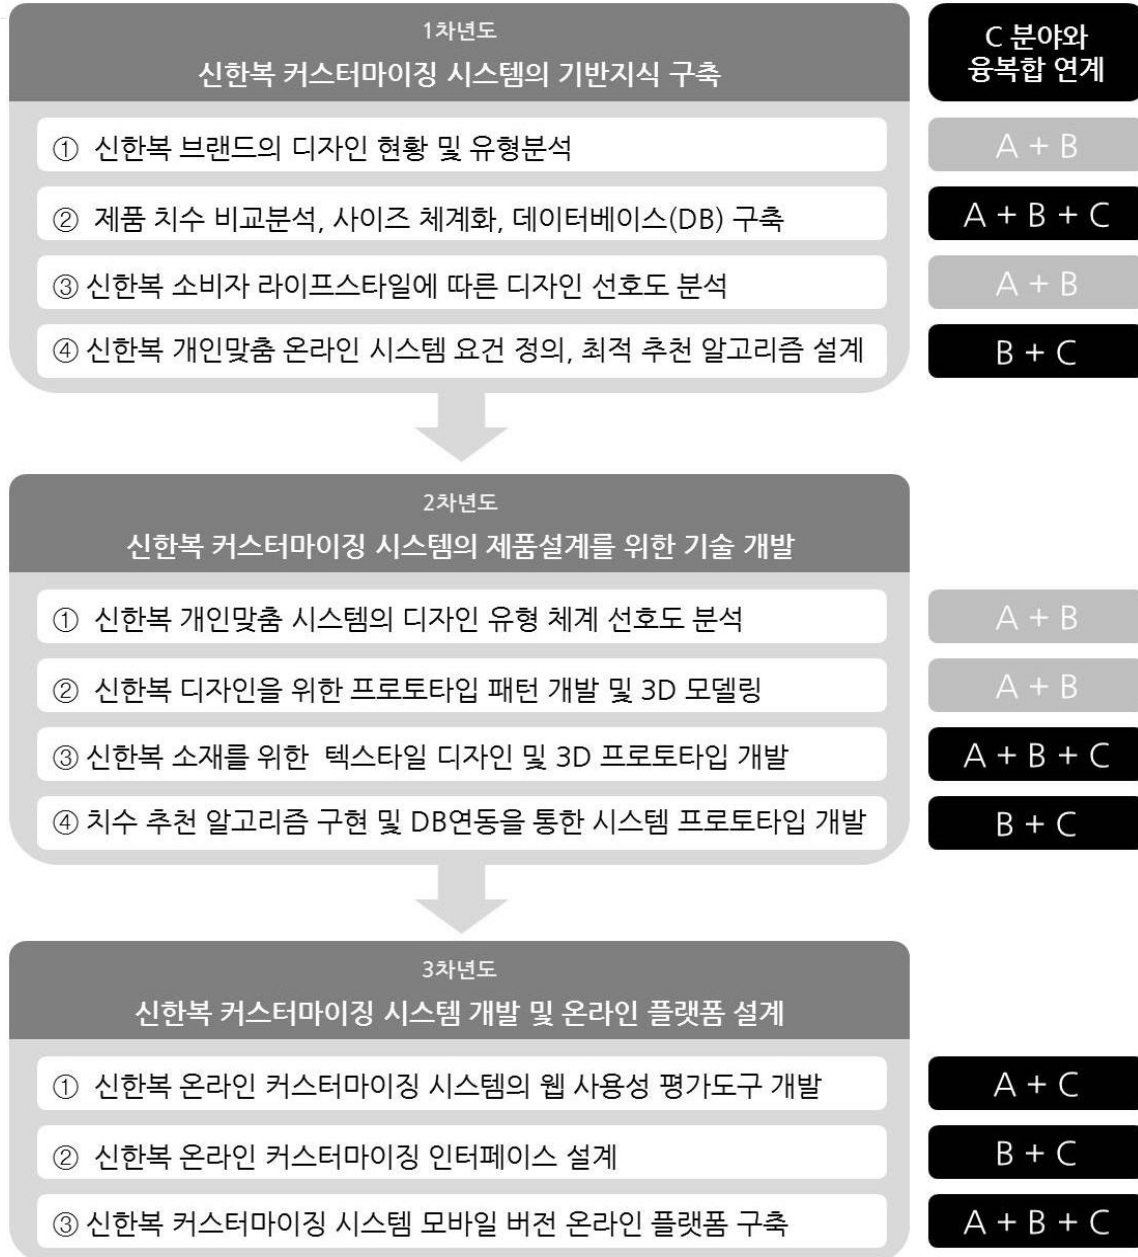 1차년도
신한복 커스터마이징 시스템의 기반지식 구축
C 분야와
융복합 연계
① 신한복 브랜드의 디자인 현황 및 유형분석
A + B
② 제품 치수 비교분석, 사이즈 체계화, 데이터베이스(DB) 구축
A + B + C
③ 신한복 소비자 라이프스타일에 따른 디자인 선호도 분석
A + B
④ 신한복 개인맞춤 온라인 시스템 요건 정의, 최적 추천 알고리즘 설계
B + C
2차년도
신한복 커스터마이징 시스템의 제품설계를 위한 기술 개발
① 신한복 개인맞춤 시스템의 디자인 유형 체계 선호도 분석
A + B
② 신한복 디자인을 위한 프로토타입 패턴 개발 및 3D 모델링
A + B
③ 신한복 소재를 위한 텍스타일 디자인 및 3D 프로토타입 개발
A + B + C
④ 치수 추천 알고리즘 구현 및 DB연동을 통한 시스템 프로토타입 개발
B + C
3차년도
신한복 커스터마이징 시스템 개발 및 온라인 플랫폼 설계
① 신한복 온라인 커스터마이징 시스템의 웹 사용성 평가도구 개발
A + C
② 신한복 온라인 커스터마이징 인터페이스 설계
B + C
③ 신한복 커스터마이징 시스템 모바일 버전 온라인 플랫폼 구축
A + B + C